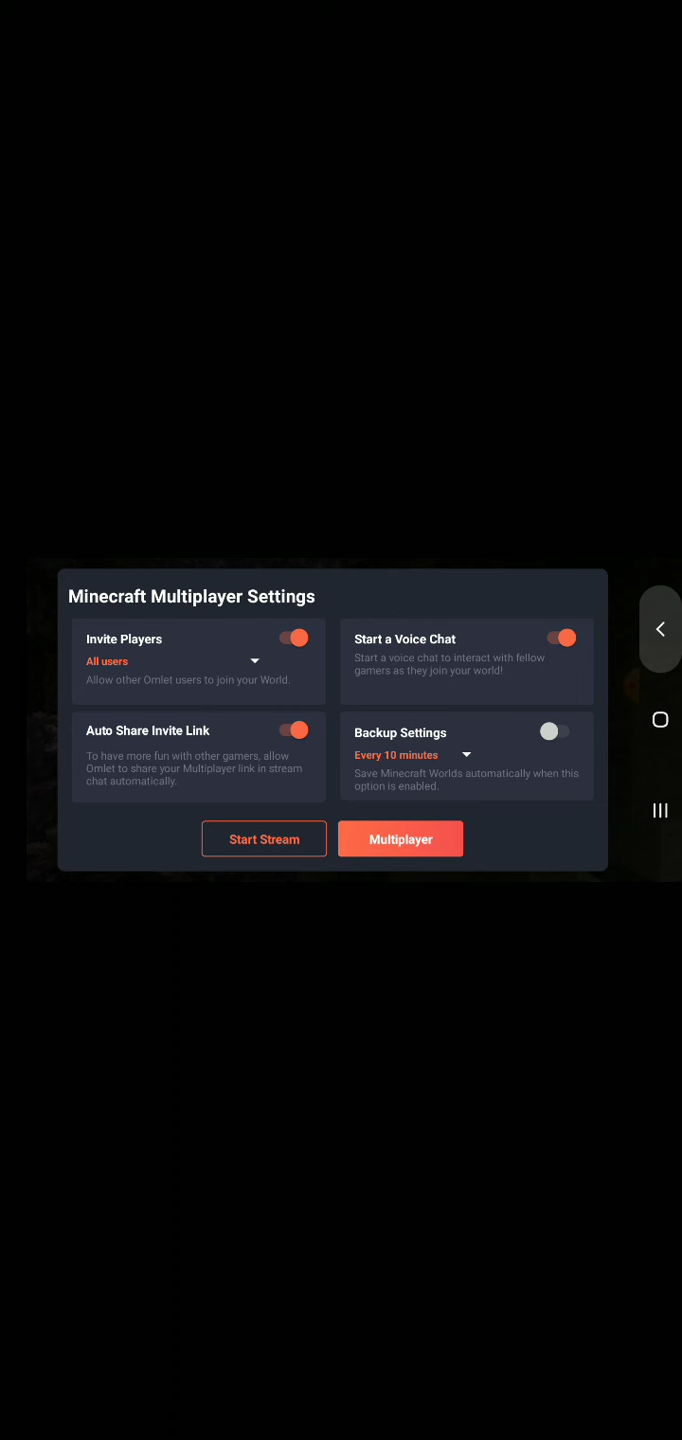 Minecraft Multiplayer Settings
Invite Players
All users
Allow other Omlet users to join your World.
Start a Voice Chat
Start a voice chat to interact with fellow
gamers as they join your world!
Auto Share Invite Link
To have more fun with other gamers, allow
Omlet to share your Multiplayer link in stream
chat automatically.
Backup Settings
Every 10 minutes
Save Minecraft Worlds automatically when this
option is enabled.
Start Stream
Multiplayer